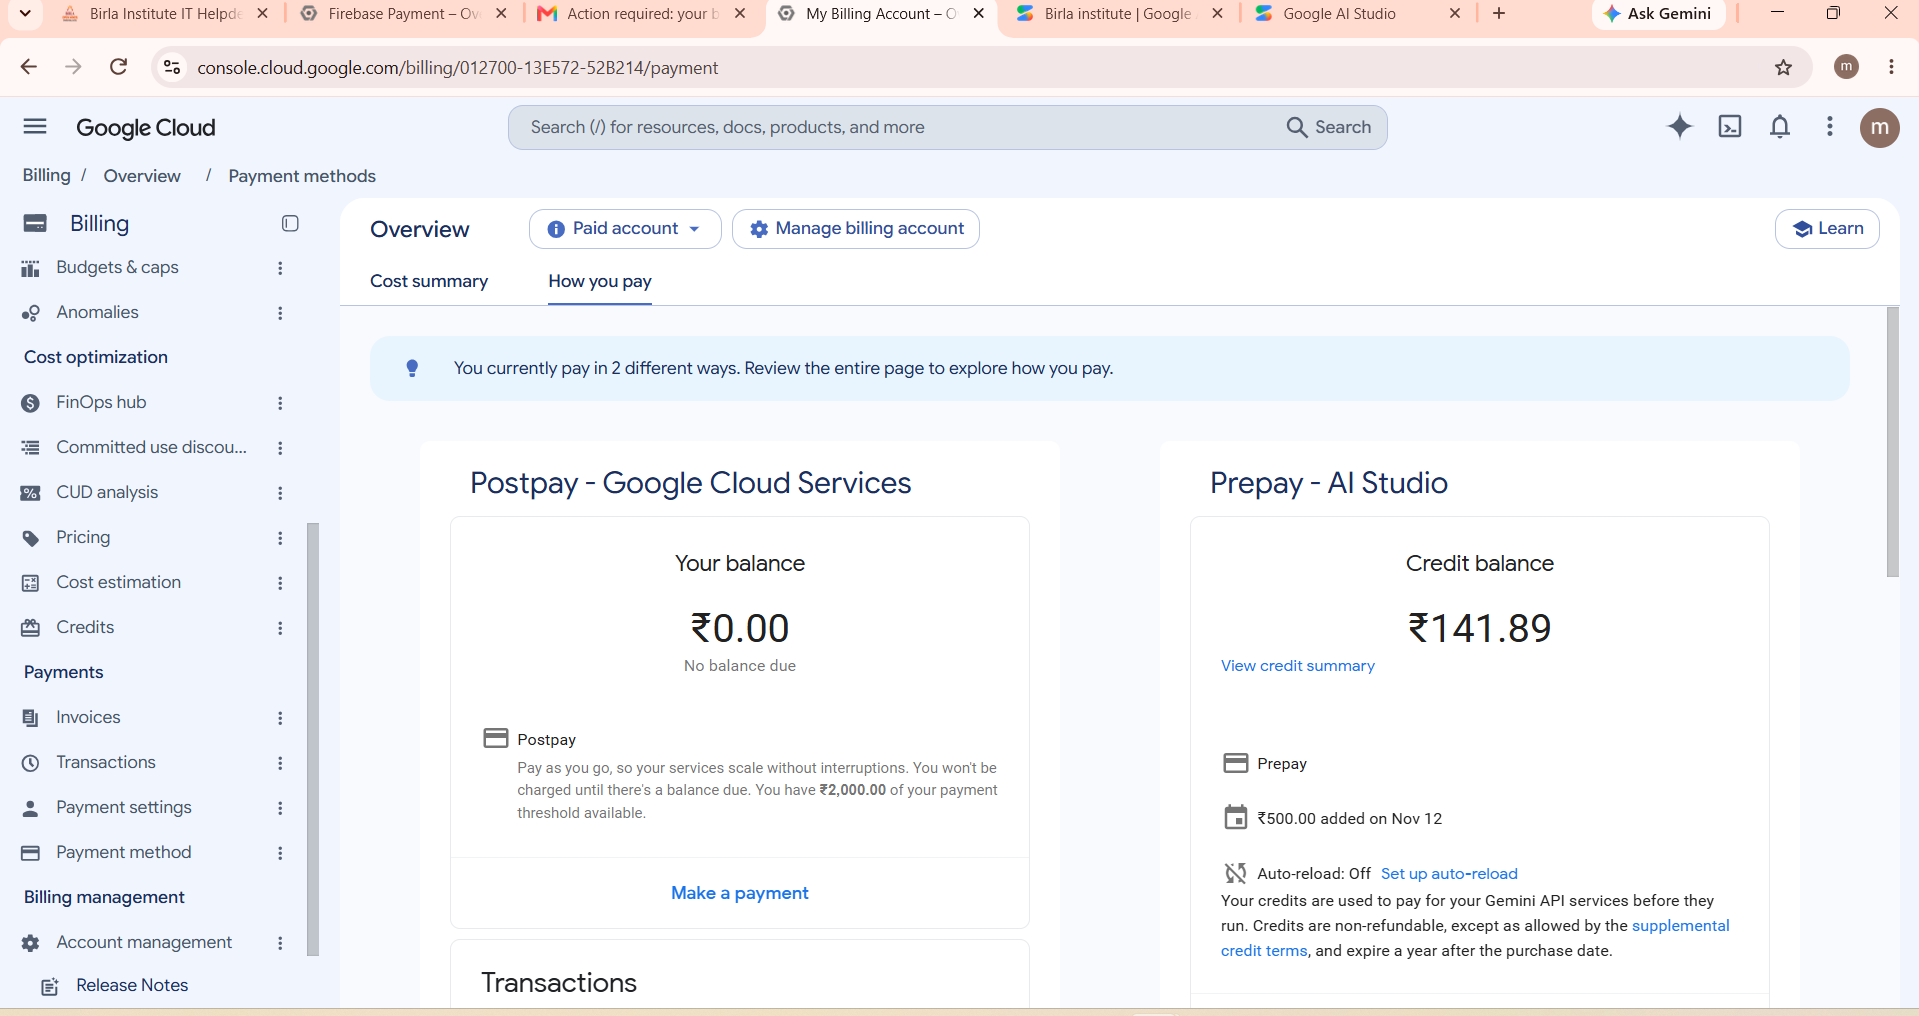 Birla Institute IT Helpde
Firebase Payment – Ov
Action required: your b
My Billing Account – O
Birla institute | Google
Google AI Studio
Ask Gemini
console.cloud.google.com/billing/012700-13E572-52B214/payment
m
Google Cloud
Search (/) for resources, docs, products, and more
Search
m
Billing / Overview / Payment methods
Billing
Budgets & caps
Anomalies
Cost optimization
FinOps hub
Committed use discou...
CUD analysis
Pricing
Cost estimation
Credits
Payments
Invoices
Transactions
Payment settings
Payment method
Billing management
Account management
Release Notes
Overview
Paid account
Manage billing account
Learn
Cost summary
How you pay
You currently pay in 2 different ways. Review the entire page to explore how you pay.
Postpay - Google Cloud Services
Your balance
₹0.00
No balance due
Postpay
Pay as you go, so your services scale without interruptions. You won't be
charged until there's a balance due. You have ₹2,000.00 of your payment
threshold available.
Make a payment
Transactions
Prepay - AI Studio
Credit balance
₹141.89
View credit summary
Prepay
₹500.00 added on Nov 12
Auto-reload: Off Set up auto-reload
Your credits are used to pay for your Gemini API services before they
run. Credits are non-refundable, except as allowed by the supplemental
credit terms, and expire a year after the purchase date.